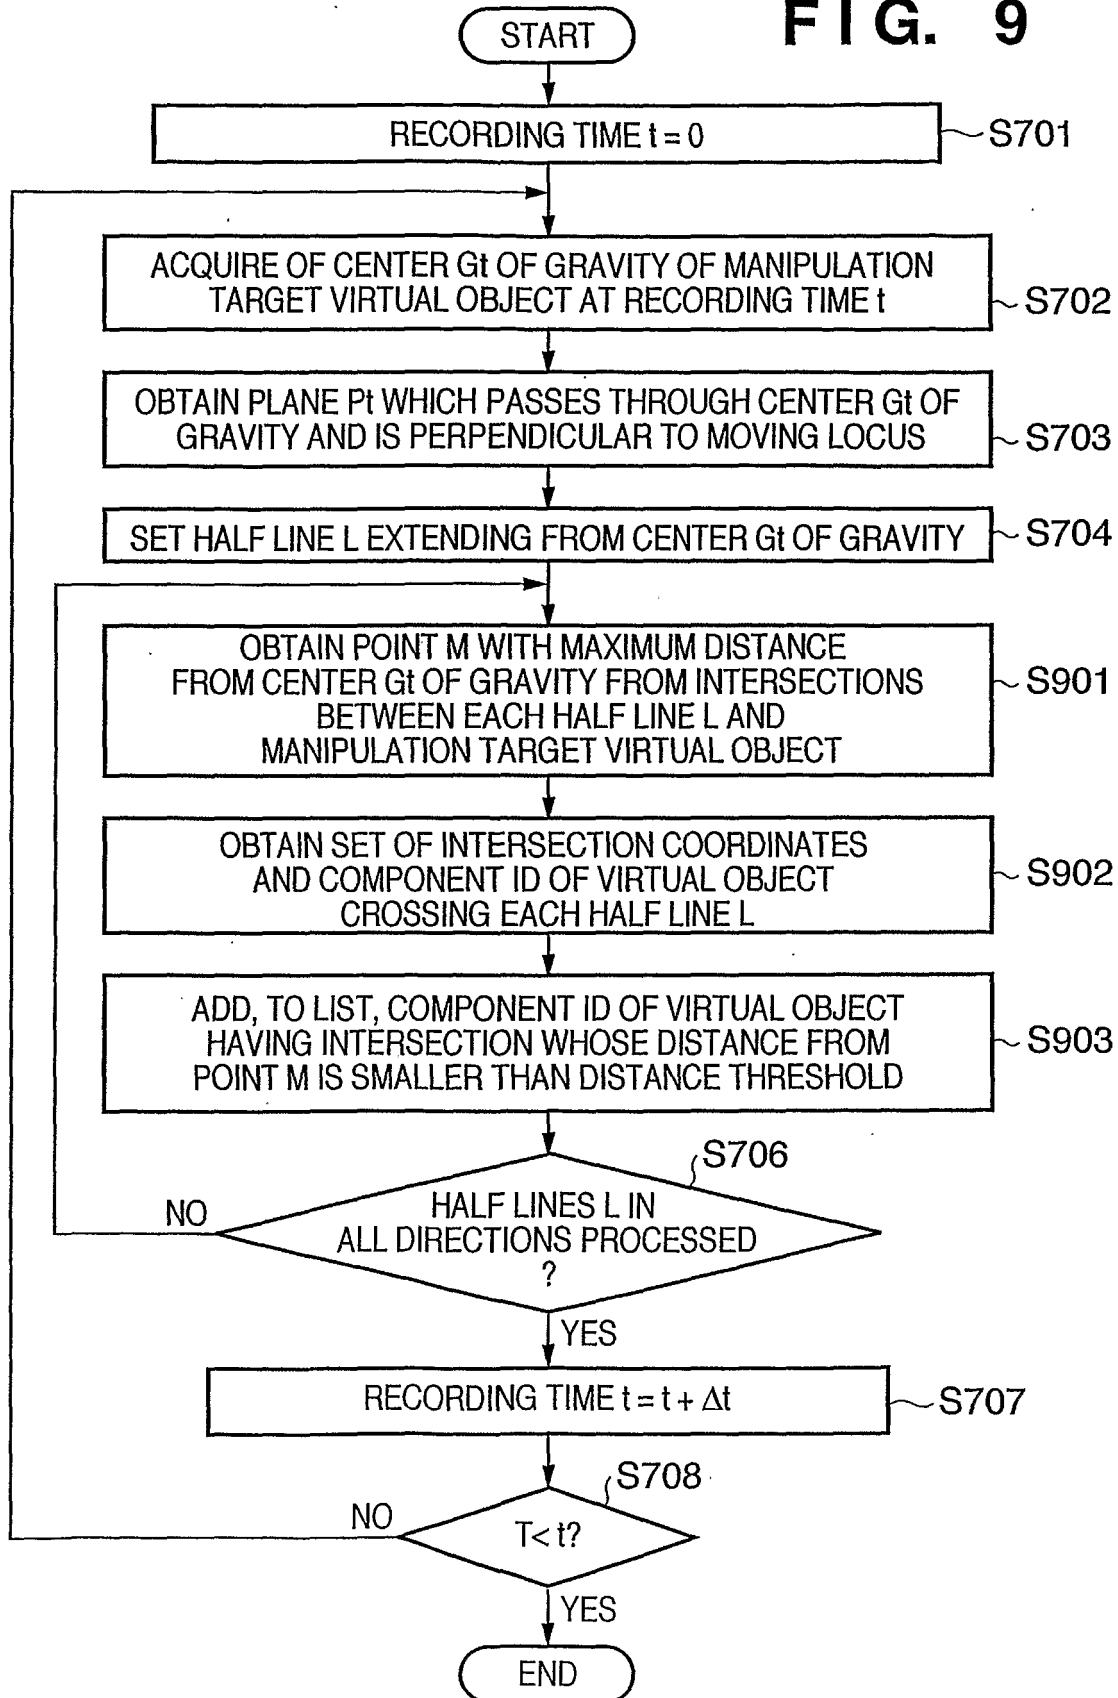 FIG. 9
START
RECORDING TIME t = 0
S701
ACQUIRE OF CENTER Gt OF GRAVITY OF MANIPULATION
TARGET VIRTUAL OBJECT AT RECORDING TIME t
S702
OBTAIN PLANE Pt WHICH PASSES THROUGH CENTER Gt OF
GRAVITY AND IS PERPENDICULAR TO MOVING LOCUS
S703
SET HALF LINE L EXTENDING FROM CENTER Gt OF GRAVITY
S704
OBTAIN POINT M WITH MAXIMUM DISTANCE
FROM CENTER Gt OF GRAVITY FROM INTERSECTIONS
BETWEEN EACH HALF LINE L AND
MANIPULATION TARGET VIRTUAL OBJECT
S901
OBTAIN SET OF INTERSECTION COORDINATES
AND COMPONENT ID OF VIRTUAL OBJECT
CROSSING EACH HALF LINE L
S902
ADD, TO LIST, COMPONENT ID OF VIRTUAL OBJECT
HAVING INTERSECTION WHOSE DISTANCE FROM
POINT M IS SMALLER THAN DISTANCE THRESHOLD
S903
S706
HALF LINES L IN
ALL DIRECTIONS PROCESSED
?
NO
YES
RECORDING TIME t = t + Δt
S707
S708
T< t?
NO
YES
END